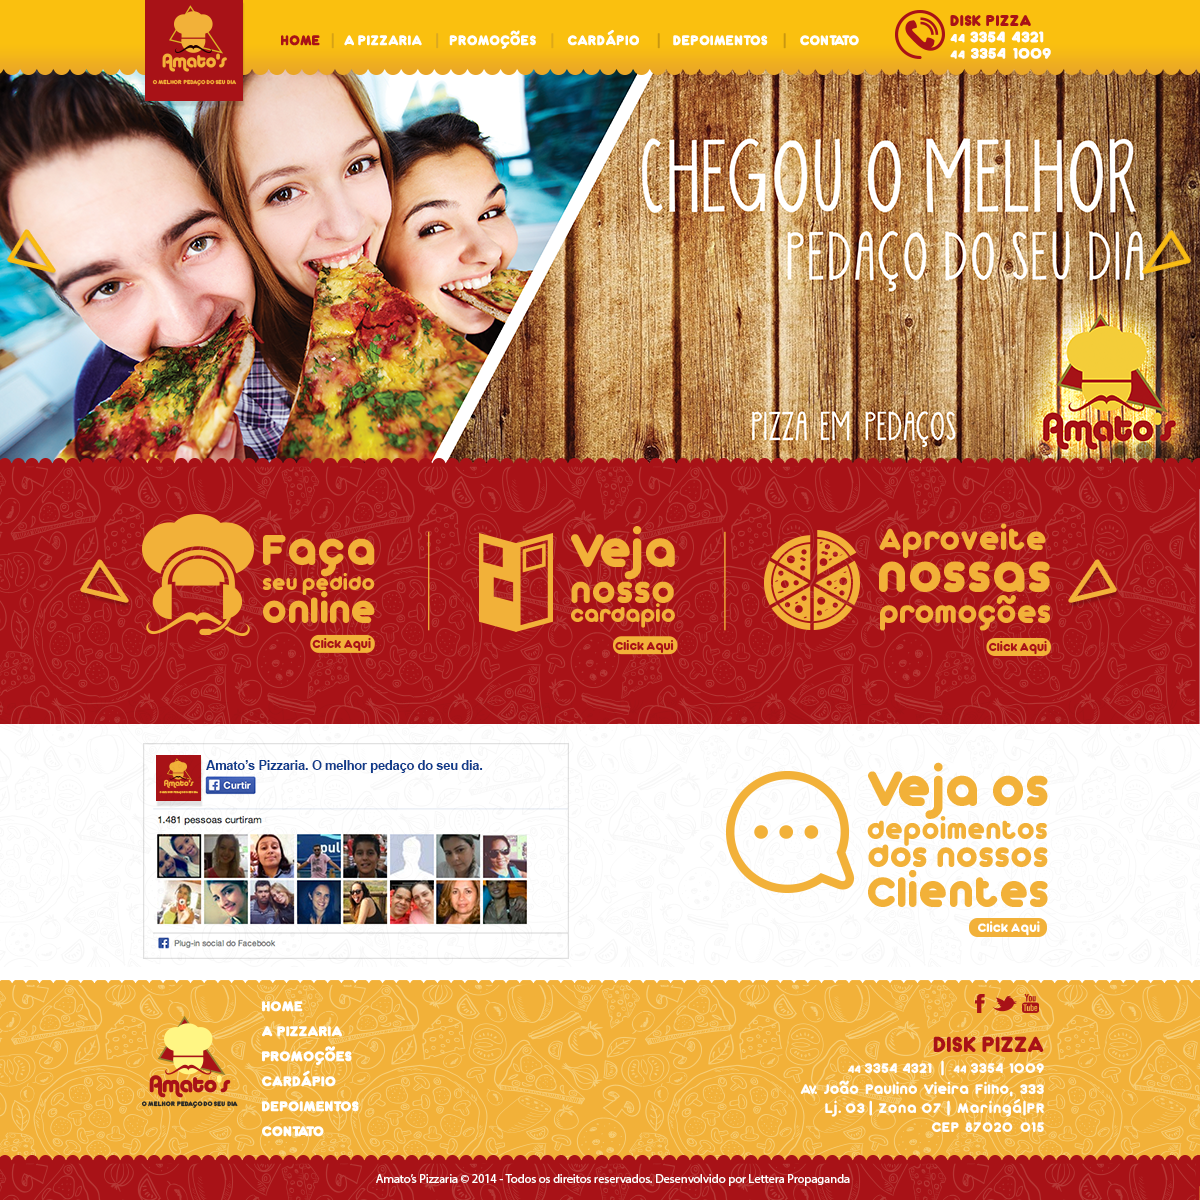 Amato's
O MELHOR PEDAÇO DO SEU DIA
HOME | A PIZZARIA | PROMOÇÕES | CARDÁPIO | DEPOIMENTOS | CONTATO
DISK PIZZA
44 3354 4321
44 3354 1009
CHEGOU O MELHOR
PEDAÇO DO SEU DIA
PIZZA EM PEDAÇOS
Amato's
Faça
seu pedido
online
Click Aqui
Veja
nosso
cardapio
Click Aqui
Aproveite
nossas
promoções
Click Aqui
Amato's
Amato's Pizzaria. O melhor pedaço do seu dia.
Curtir
1.481 pessoas curtiram
pul
Plug-in social do Facebook
Veja os
depoimentos
dos nossos
Clientes
Click Aqui
Amato's
O MELHOR PEDAÇO DO SEU DIA
HOME
A PIZZARIA
PROMOÇÕES
CARDÁPIO
DEPOIMENTOS
CONTATO
You
Tube
DISK PIZZA
44 3354 4321 | 44 3354 1009
Av. João Paulino Vieira Filho, 333
Lj. 03 | Zona 07 | Maringá|PR
CEP 87020 015
Amato's Pizzaria © 2014 - Todos os direitos reservados. Desenvolvido por Lettera Propaganda